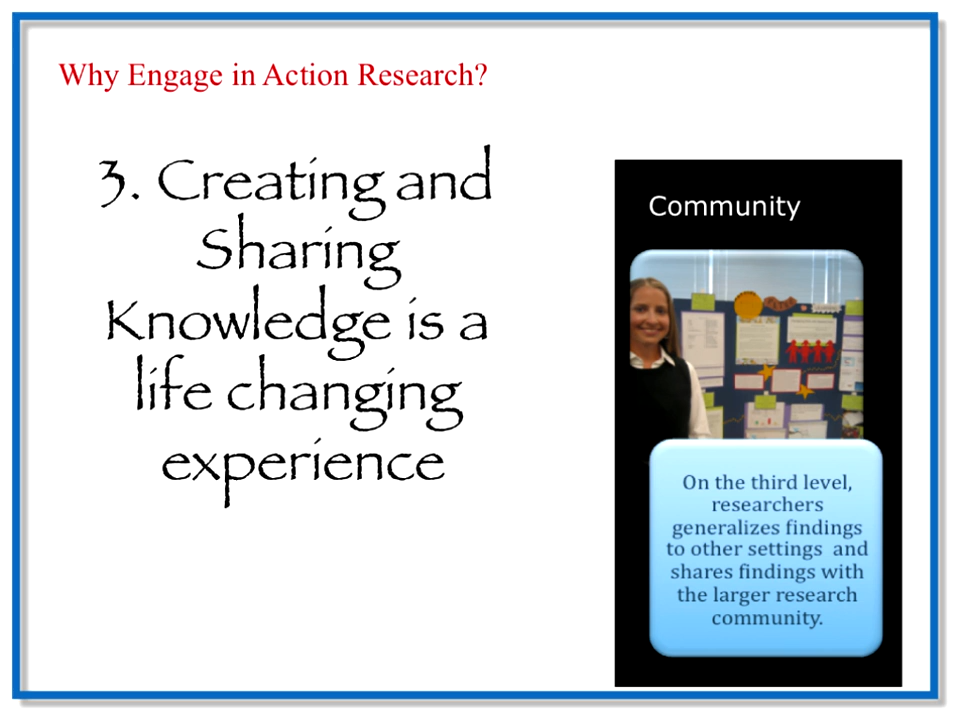 Why Engage in Action Research?
3. Creating and
Sharing
Knowledge is a
life changing
experience
Community
On the third level,
researchers
generalizes findings
to other settings and
shares findings with
the larger research
community.